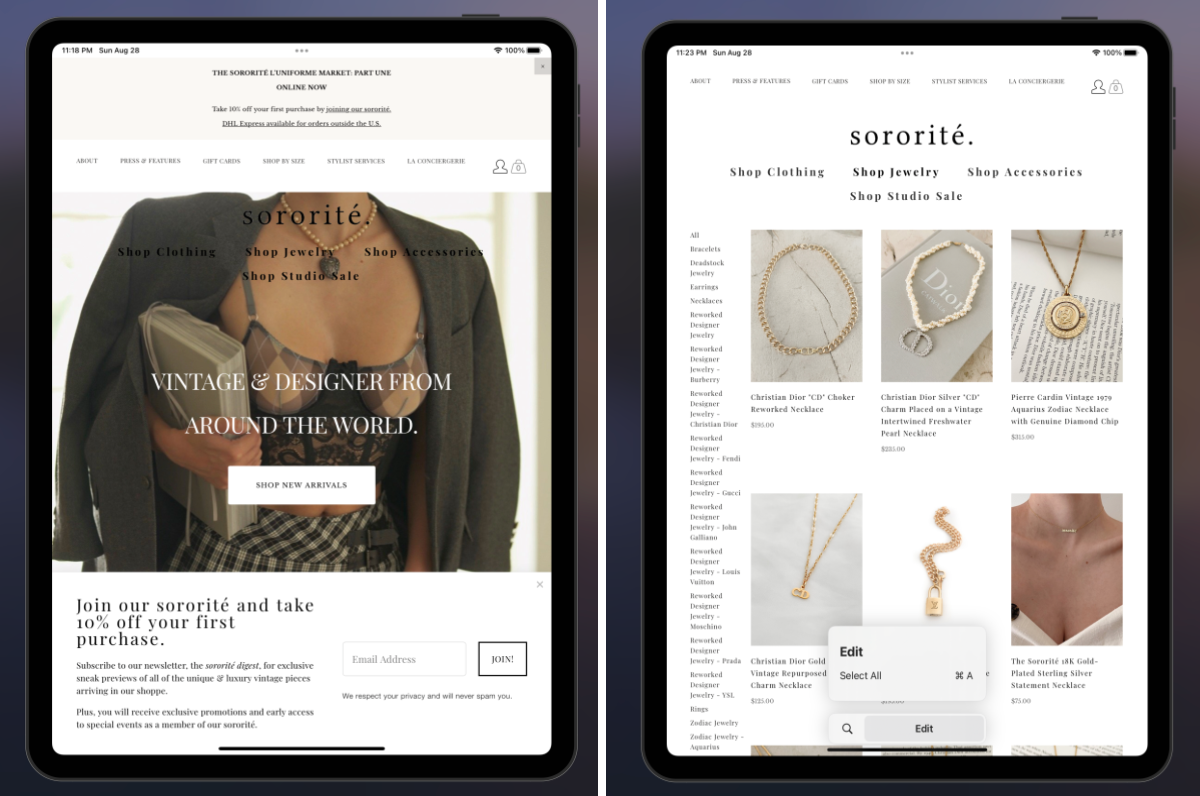 11:18 PM Sun Aug 28
100%
THE SORORITÉ L'UNIFORME MARKET: PART UNE
ONLINE NOW
Take 10% off your first purchase by joining our sororité.
DHL Express available for orders outside the U.S.
ABOUT PRESS & FEATURES GIFT CARDS SHOP BY SIZE STYLIST SERVICES LA CONCIERGERIE
0
sororité.
Shop Clothing Shop Jewelry Shop Accessories
Shop Studio Sale
VINTAGE & DESIGNER FROM
AROUND THE WORLD.
SHOP NEW ARRIVALS
Join our sororité and take
10% off your first
purchase.
Subscribe to our newsletter, the sororité digest, for exclusive
sneak previews of all of the unique & luxury vintage pieces
arriving in our shoppe.
Plus, you will receive exclusive promotions and early access
to special events as a member of our sororité.
Email Address
JOIN!
We respect your privacy and will never spam you.
11:23 PM Sun Aug 28
100%
ABOUT PRESS & FEATURES GIFT CARDS SHOP BY SIZE STYLIST SERVICES LA CONCIERGERIE
0
sororité.
Shop Clothing Shop Jewelry Shop Accessories
Shop Studio Sale
All
Bracelets
Deadstock
Jewelry
Earrings
Necklaces
Reworked
Designer
Jewelry
Reworked
Designer
Jewelry -
Burberry
Reworked
Designer
Jewelry -
Christian Dior
Reworked
Designer
Jewelry - Fendi
Reworked
Designer
Jewelry - Gucci
Reworked
Designer
Jewelry - John
Galliano
Reworked
Designer
Jewelry - Louis
Vuitton
Reworked
Designer
Jewelry -
Moschino
Reworked
Designer
Jewelry - Prada
Reworked
Designer
Jewelry - YSL
Rings
Zodiac Jewelry
Zodiac Jewelry -
Aquarius
Dior
Christian Dior "CD" Choker
Reworked Necklace
$195.00
Christian Dior Silver "CD"
Charm Placed on a Vintage
Intertwined Freshwater
Pearl Necklace
$235.00
Pierre Cardin Vintage 1979
Aquarius Zodiac Necklace
with Genuine Diamond Chip
$315.00
Christian Dior Gold
Vintage Repurposed
Charm Necklace
$125.00
The Sororité 18K Gold-
Plated Sterling Silver
Statement Necklace
$75.00
Edit
Select All ⌘ A
Edit